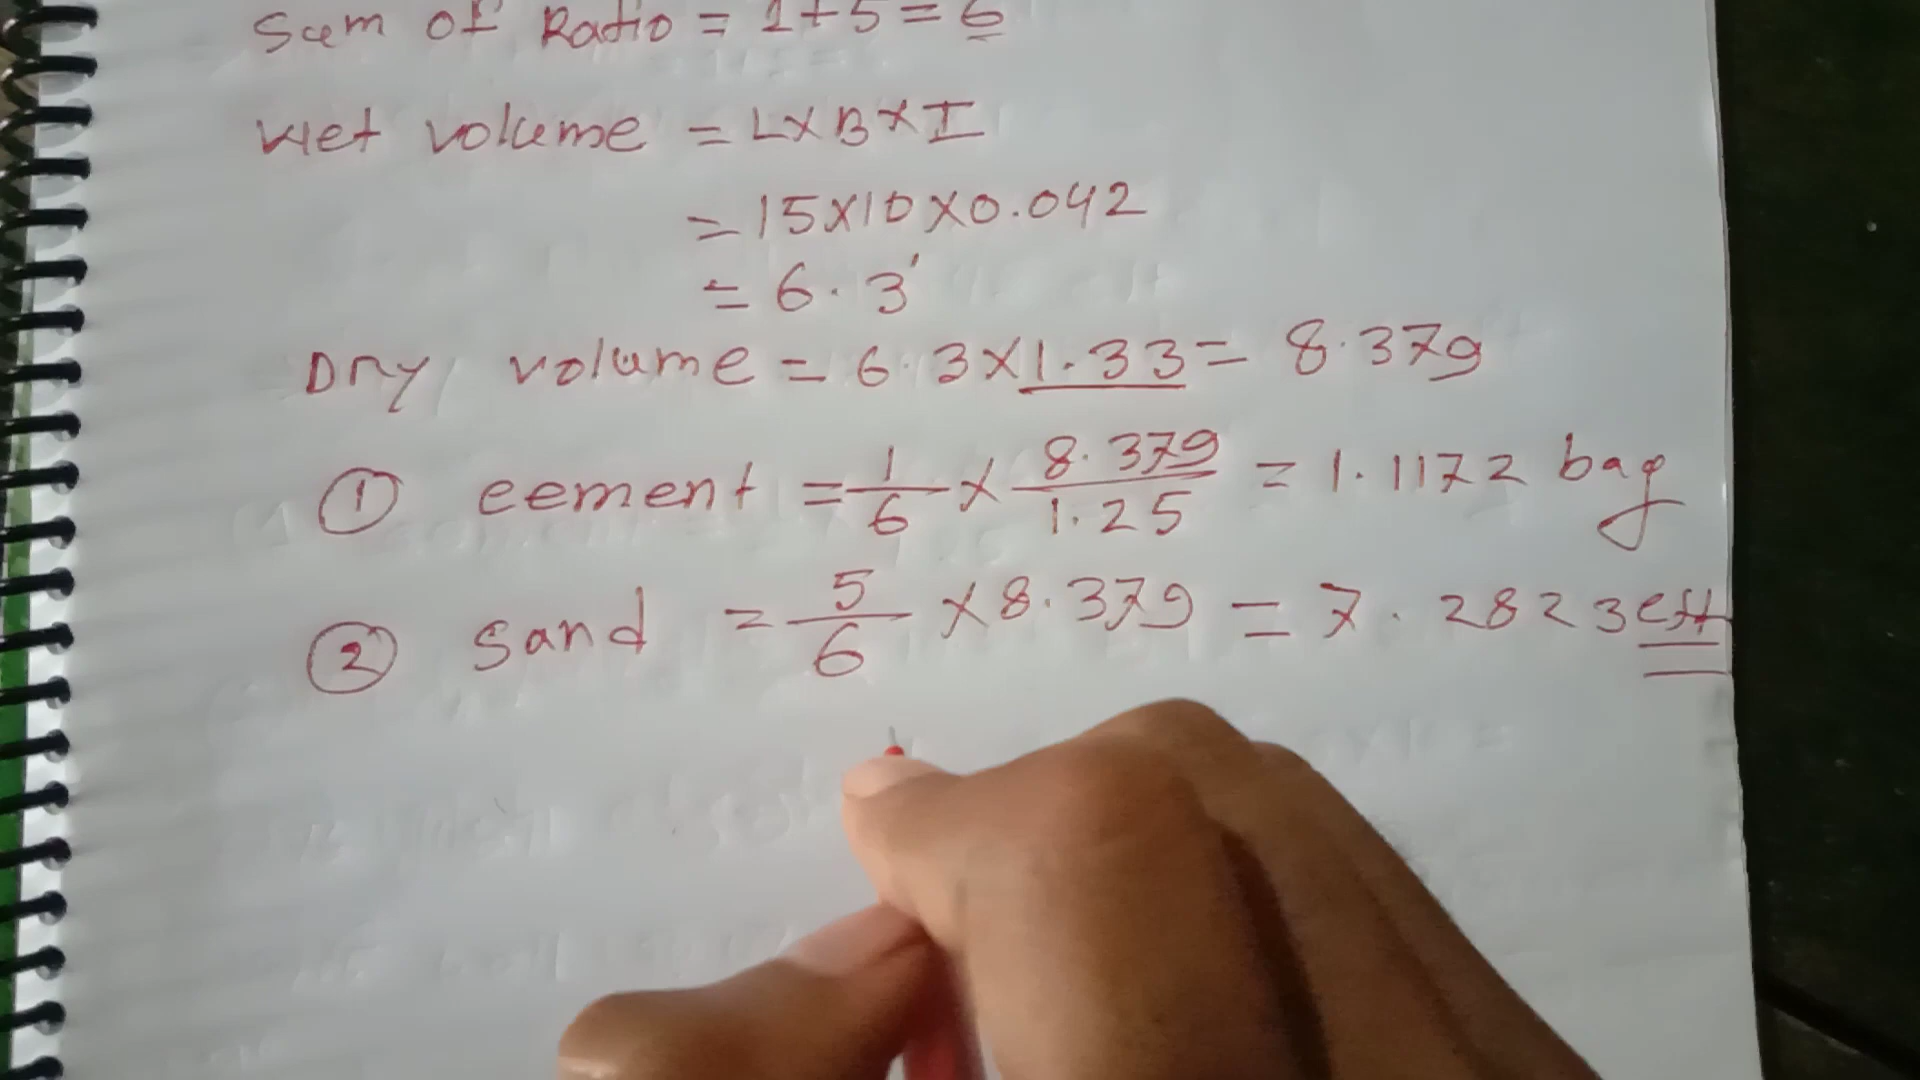 Sum of Ratio = 1+5 = 6
Wet volume = L×B×I
= 15×10×0.042
= 6.3'
Dry volume = 6.3×1.33 = 8.379
① cement = 1/6 × 8.379/1.25 = 1.1172 bag
② sand = 5/6 × 8.379 = 7.2823 cft